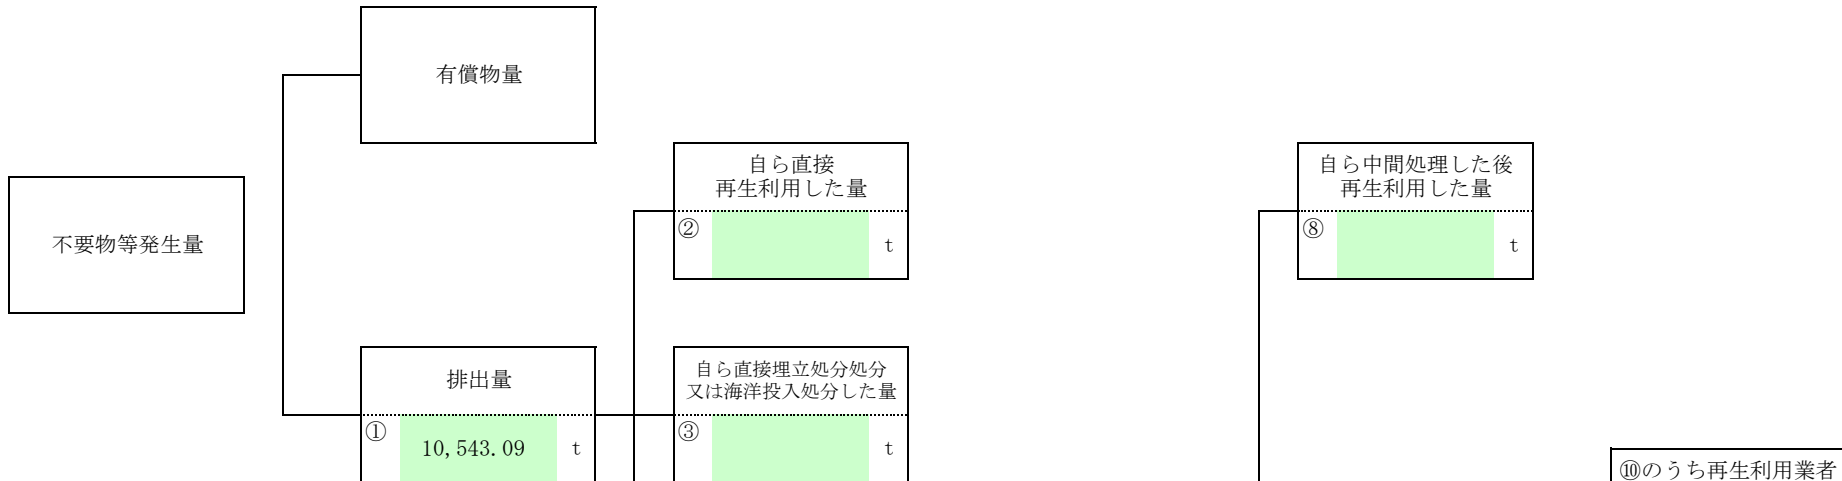 有償物量
自ら直接
再生利用した量
② t
自ら中間処理した後
再生利用した量
⑧ t
不要物等発生量
排出量
① 10,543.09 t
自ら直接埋立処分処分
又は海洋投入処分した量
③ t
⑩のうち再生利用業者